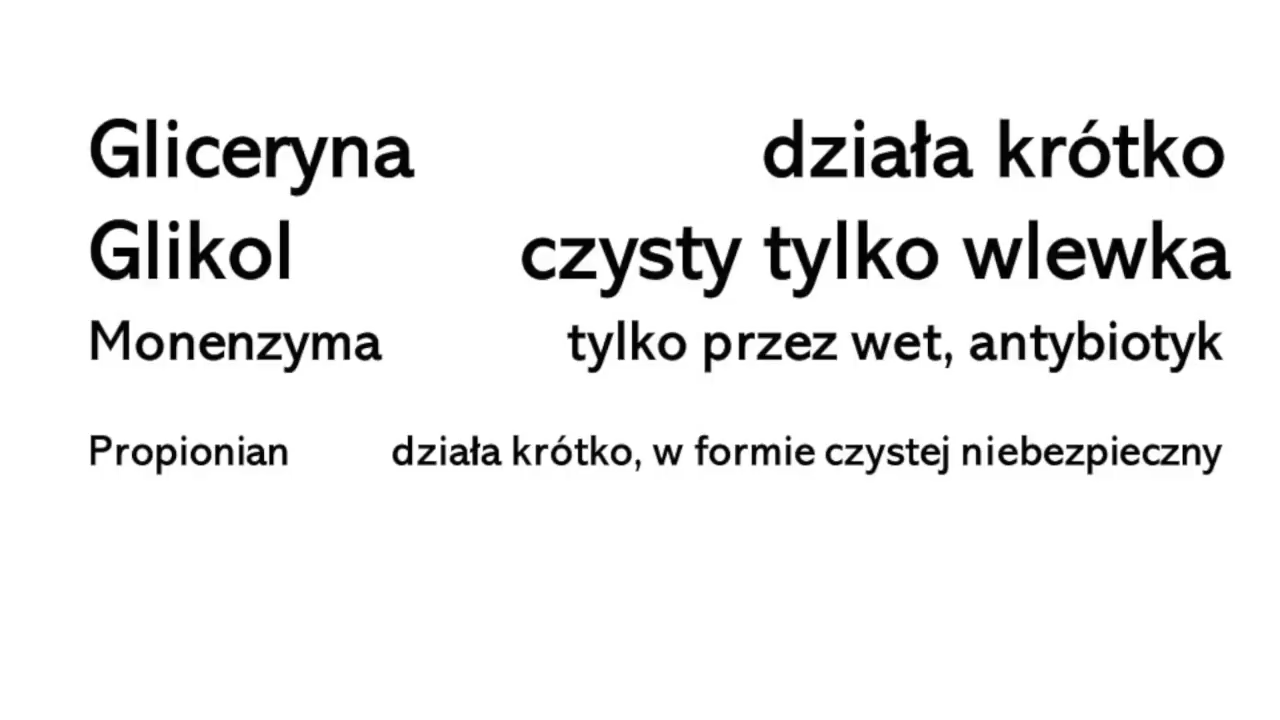 Gliceryna działa krótko
Glikol czysty tylko wlewka
Monenzyma tylko przez wet, antybiotyk
Propionian działa krótko, w formie czystej niebezpieczny